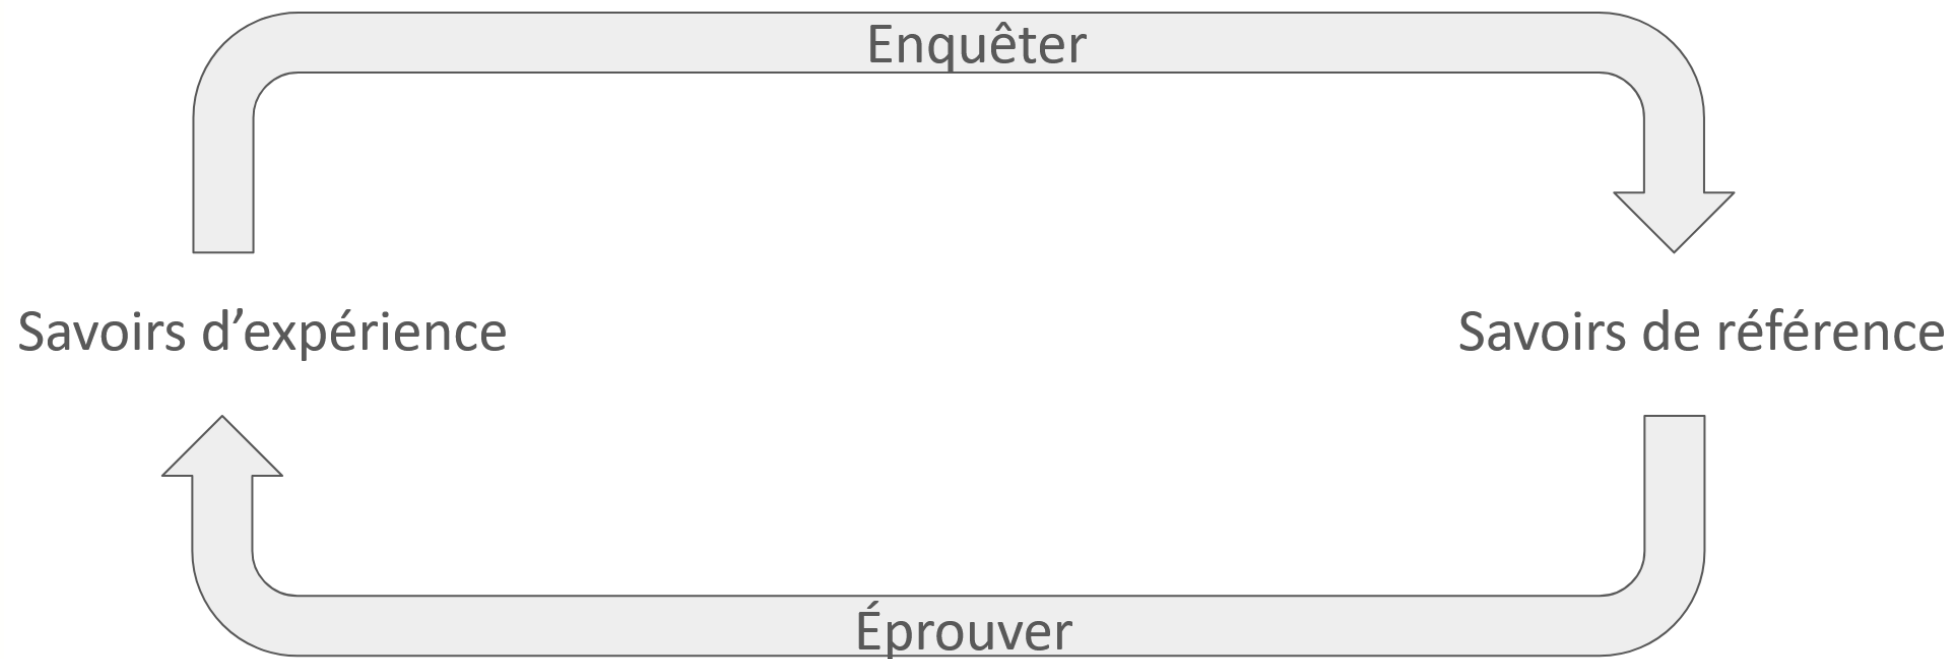 Enquêter
Savoirs d’expérience
Savoirs de référence
Éprouver